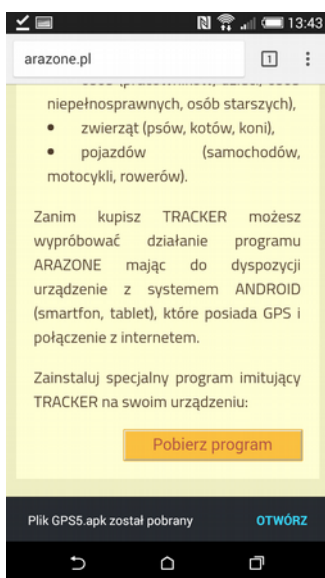 13:43
arazone.pl
1
niepełnosprawnych, osób starszych),
• zwierząt (psów, kotów, koni),
• pojazdów (samochodów,
motocykli, rowerów).
Zanim kupisz TRACKER możesz
wypróbować działanie programu
ARAZONE mając do dyspozycji
urządzenie z systemem ANDROID
(smartfon, tablet), które posiada GPS i
połączenie z internetem.
Zainstaluj specjalny program imitujący
TRACKER na swoim urządzeniu:
Pobierz program
Plik GPS5.apk został pobrany OTWÓRZ